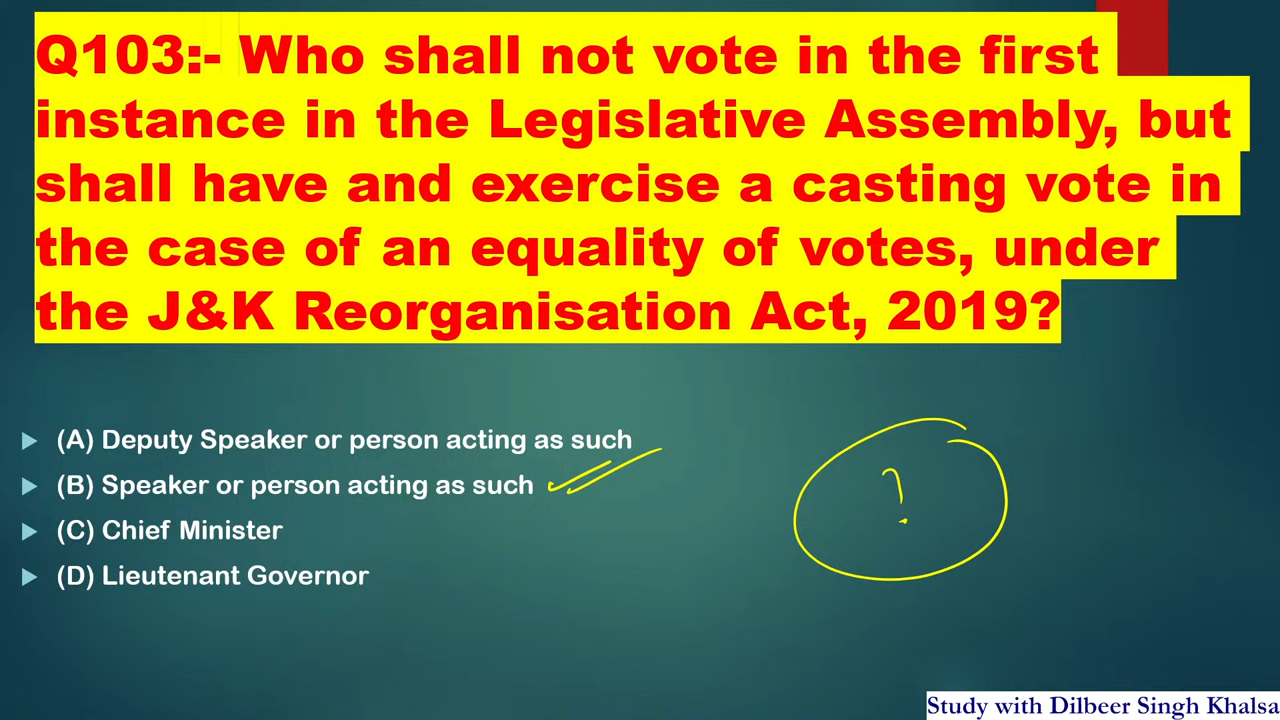 Q103:- Who shall not vote in the first
instance in the Legislative Assembly, but
shall have and exercise a casting vote in
the case of an equality of votes, under
the J&K Reorganisation Act, 2019?
(A) Deputy Speaker or person acting as such
(B) Speaker or person acting as such
(C) Chief Minister
(D) Lieutenant Governor
?
Study with Dilbeer Singh Khalsa